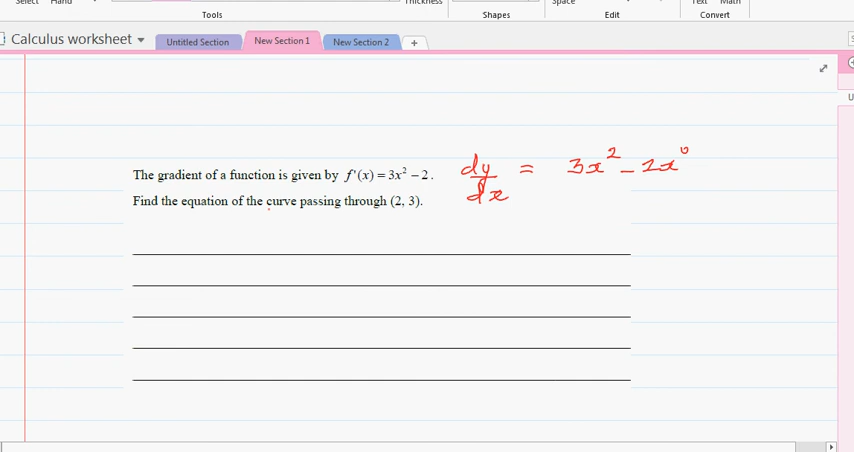 Select Hand Thickness Space Text Math
Tools Shapes Edit Convert
Calculus worksheet Untitled Section New Section 1 New Section 2 +
The gradient of a function is given by f'(x) = 3x² − 2.
dy/dx = 3x² − 2x⁰
Find the equation of the curve passing through (2, 3).